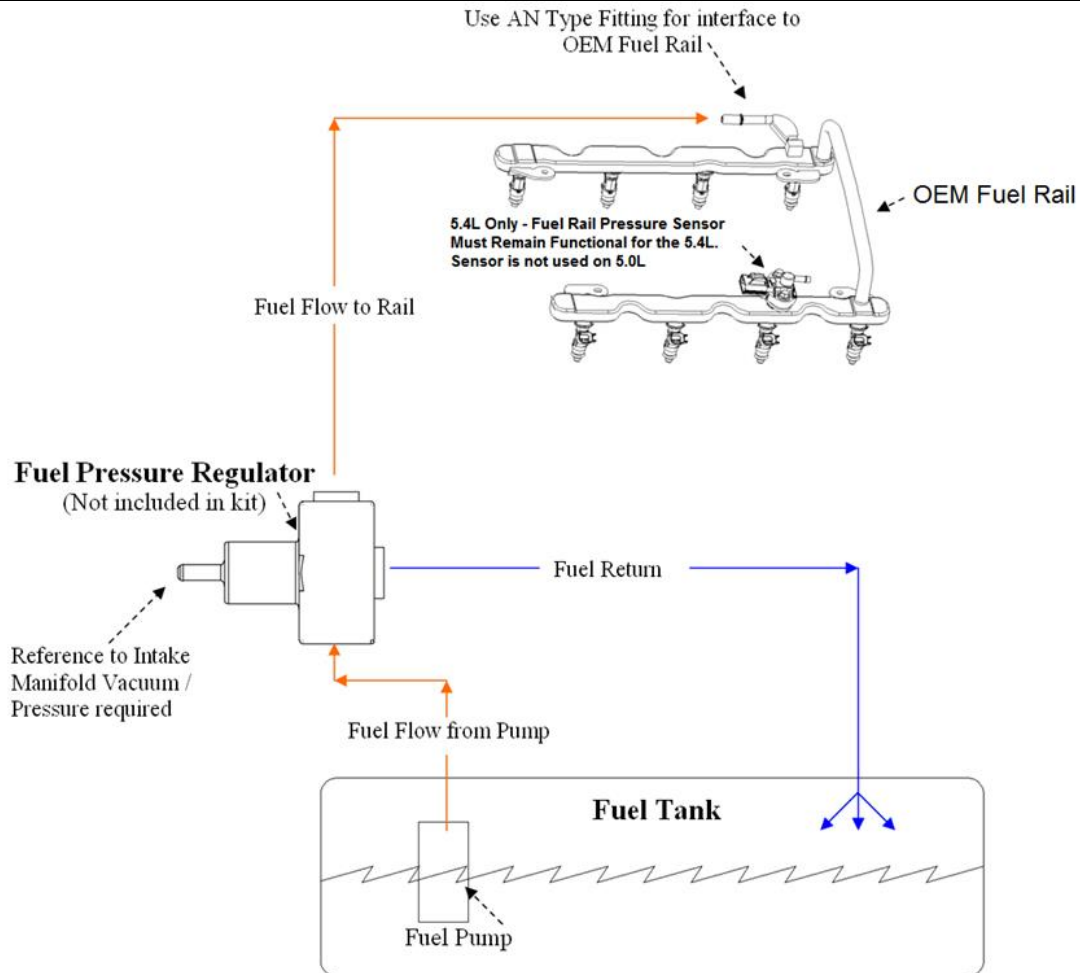 Use AN Type Fitting for interface to
OEM Fuel Rail
OEM Fuel Rail
5.4L Only - Fuel Rail Pressure Sensor
Must Remain Functional for the 5.4L.
Sensor is not used on 5.0L
Fuel Flow to Rail
Fuel Pressure Regulator
(Not included in kit)
Fuel Return
Reference to Intake
Manifold Vacuum /
Pressure required
Fuel Flow from Pump
Fuel Tank
Fuel Pump